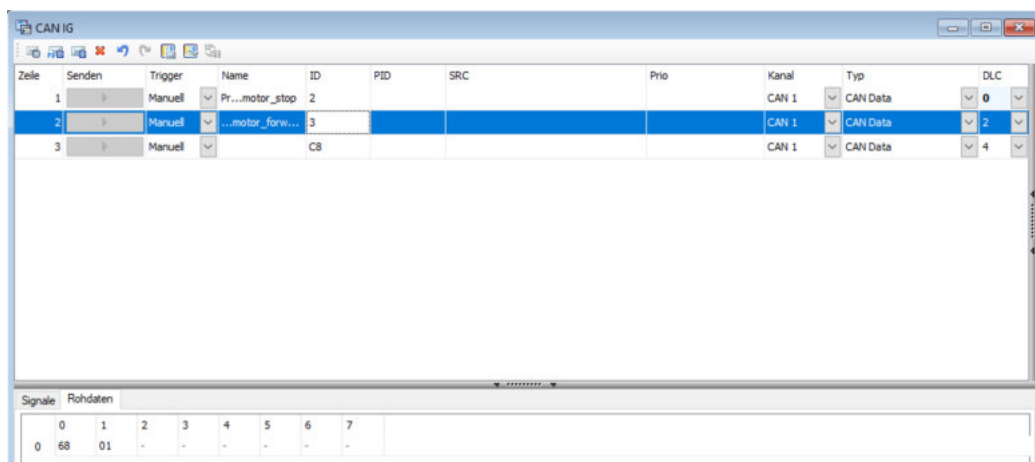 CAN IG
Zeile Senden Trigger Name ID PID SRC Prio Kanal Typ DLC
1 Manuell Pr...motor_stop 2 CAN 1 CAN Data 0
2 Manuell ...motor_forw... 3 CAN 1 CAN Data 2
3 Manuell C8 CAN 1 CAN Data 4
Signale Rohdaten
0 1 2 3 4 5 6 7
0 68 01 - - - - - -